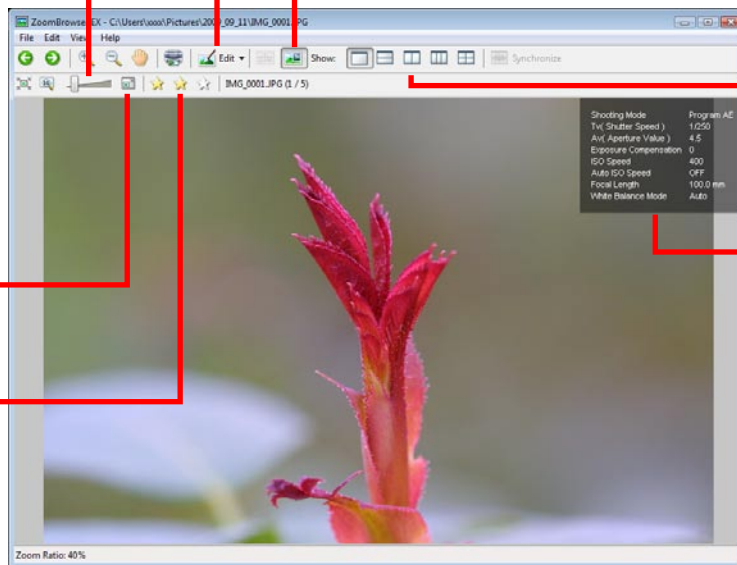 ZoomBrowser EX - C:\Users\xxxx\Pictures\2009_09_11\IMG_0001.JPG
File Edit View Help
Edit Show: Synchronize
IMG_0001.JPG (1 / 5)
Shooting Mode Program AE
Tv( Shutter Speed ) 1/250
Av( Aperture Value ) 4.5
Exposure Compensation 0
ISO Speed 400
Auto ISO Speed OFF
Focal Length 100.0 mm
White Balance Mode Auto
Zoom Ratio: 40%